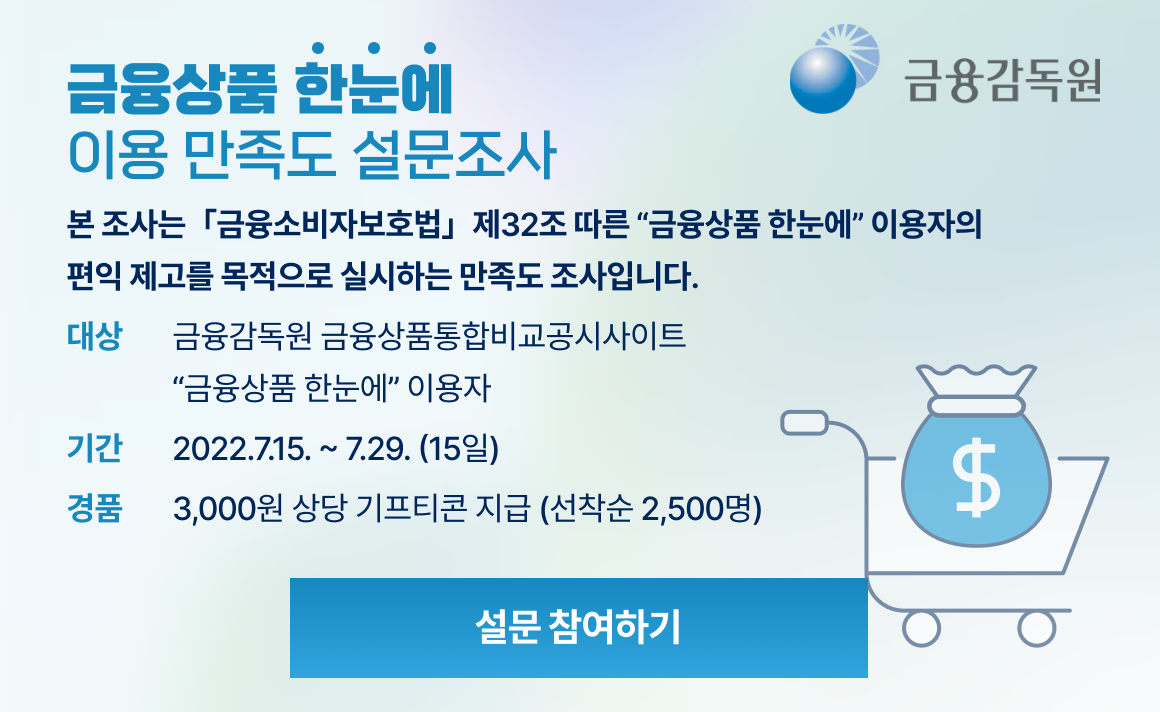 금융상품 한눈에
이용 만족도 설문조사
금융감독원
본 조사는「금융소비자보호법」제32조 따른 “금융상품 한눈에” 이용자의
편익 제고를 목적으로 실시하는 만족도 조사입니다.
대상 금융감독원 금융상품통합비교공시사이트
“금융상품 한눈에” 이용자
기간 2022.7.15. ~ 7.29. (15일)
경품 3,000원 상당 기프티콘 지급 (선착순 2,500명)
$
설문 참여하기